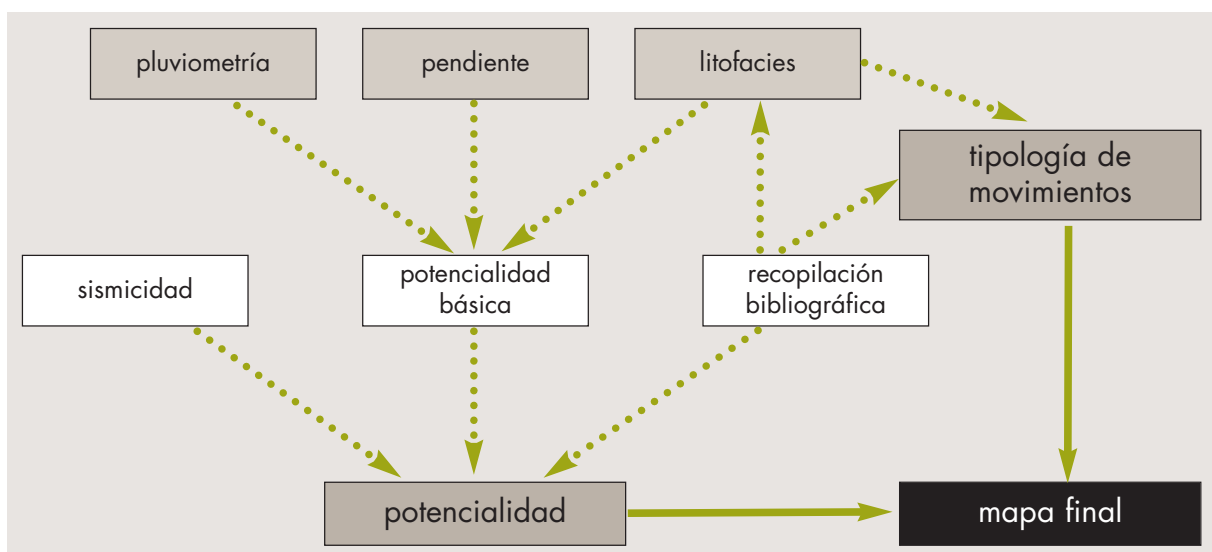 pluviometría
pendiente
litofacies
tipología de
movimientos
sismicidad
potencialidad
básica
recopilación
bibliográfica
potencialidad
mapa final